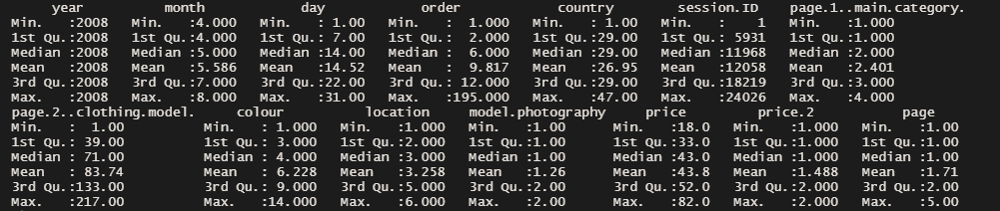 year month day order country session.ID page.1..main.category.
Min. :2008 Min. :4.000 Min. : 1.00 Min. : 1.000 Min. : 1.00 Min. : 1 Min. :1.000
1st Qu.:2008 1st Qu.:4.000 1st Qu.: 7.00 1st Qu.: 2.000 1st Qu.:29.00 1st Qu.: 5931 1st Qu.:1.000
Median :2008 Median :5.000 Median :14.00 Median : 6.000 Median :29.00 Median :11968 Median :2.000
Mean :2008 Mean :5.586 Mean :14.52 Mean : 9.817 Mean :26.95 Mean :12058 Mean :2.401
3rd Qu.:2008 3rd Qu.:7.000 3rd Qu.:22.00 3rd Qu.: 12.000 3rd Qu.:29.00 3rd Qu.:18219 3rd Qu.:3.000
Max. :2008 Max. :8.000 Max. :31.00 Max. :195.000 Max. :47.00 Max. :24026 Max. :4.000
page.2..clothing.model. colour location model.photography price price.2 page
Min. : 1.00 Min. : 1.000 Min. :1.000 Min. :1.00 Min. :18.0 Min. :1.000 Min. :1.00
1st Qu.: 39.00 1st Qu.: 3.000 1st Qu.:2.000 1st Qu.:1.00 1st Qu.:33.0 1st Qu.:1.000 1st Qu.:1.00
Median : 71.00 Median : 4.000 Median :3.000 Median :1.00 Median :43.0 Median :1.000 Median :1.00
Mean : 83.74 Mean : 6.228 Mean :3.258 Mean :1.26 Mean :43.8 Mean :1.488 Mean :1.71
3rd Qu.:133.00 3rd Qu.: 9.000 3rd Qu.:5.000 3rd Qu.:2.00 3rd Qu.:52.0 3rd Qu.:2.000 3rd Qu.:2.00
Max. :217.00 Max. :14.000 Max. :6.000 Max. :2.00 Max. :82.0 Max. :2.000 Max. :5.00